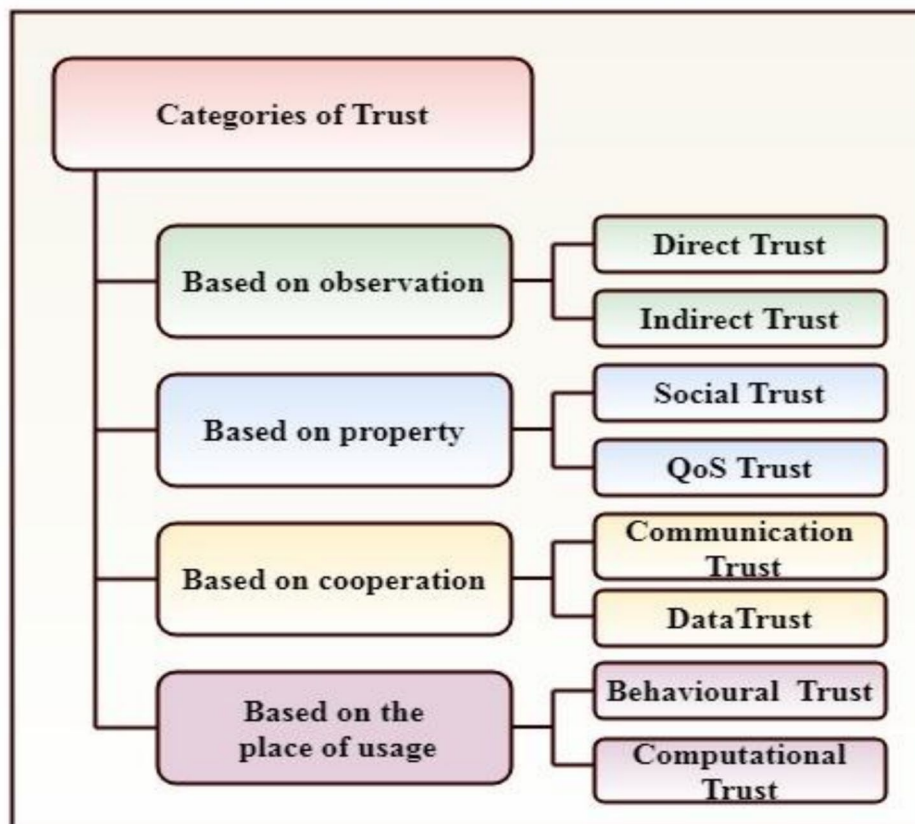 Categories of Trust
Based on observation
Direct Trust
Indirect Trust
Based on property
Social Trust
QoS Trust
Based on cooperation
Communication
Trust
DataTrust
Based on the
place of usage
Behavioural Trust
Computational
Trust